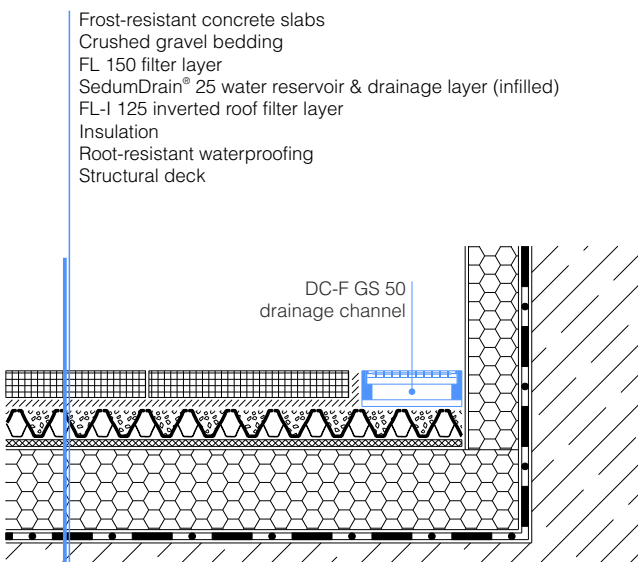 Frost-resistant concrete slabs
Crushed gravel bedding
FL 150 filter layer
SedumDrain® 25 water reservoir & drainage layer (infilled)
FL-I 125 inverted roof filter layer
Insulation
Root-resistant waterproofing
Structural deck
DC-F GS 50
drainage channel